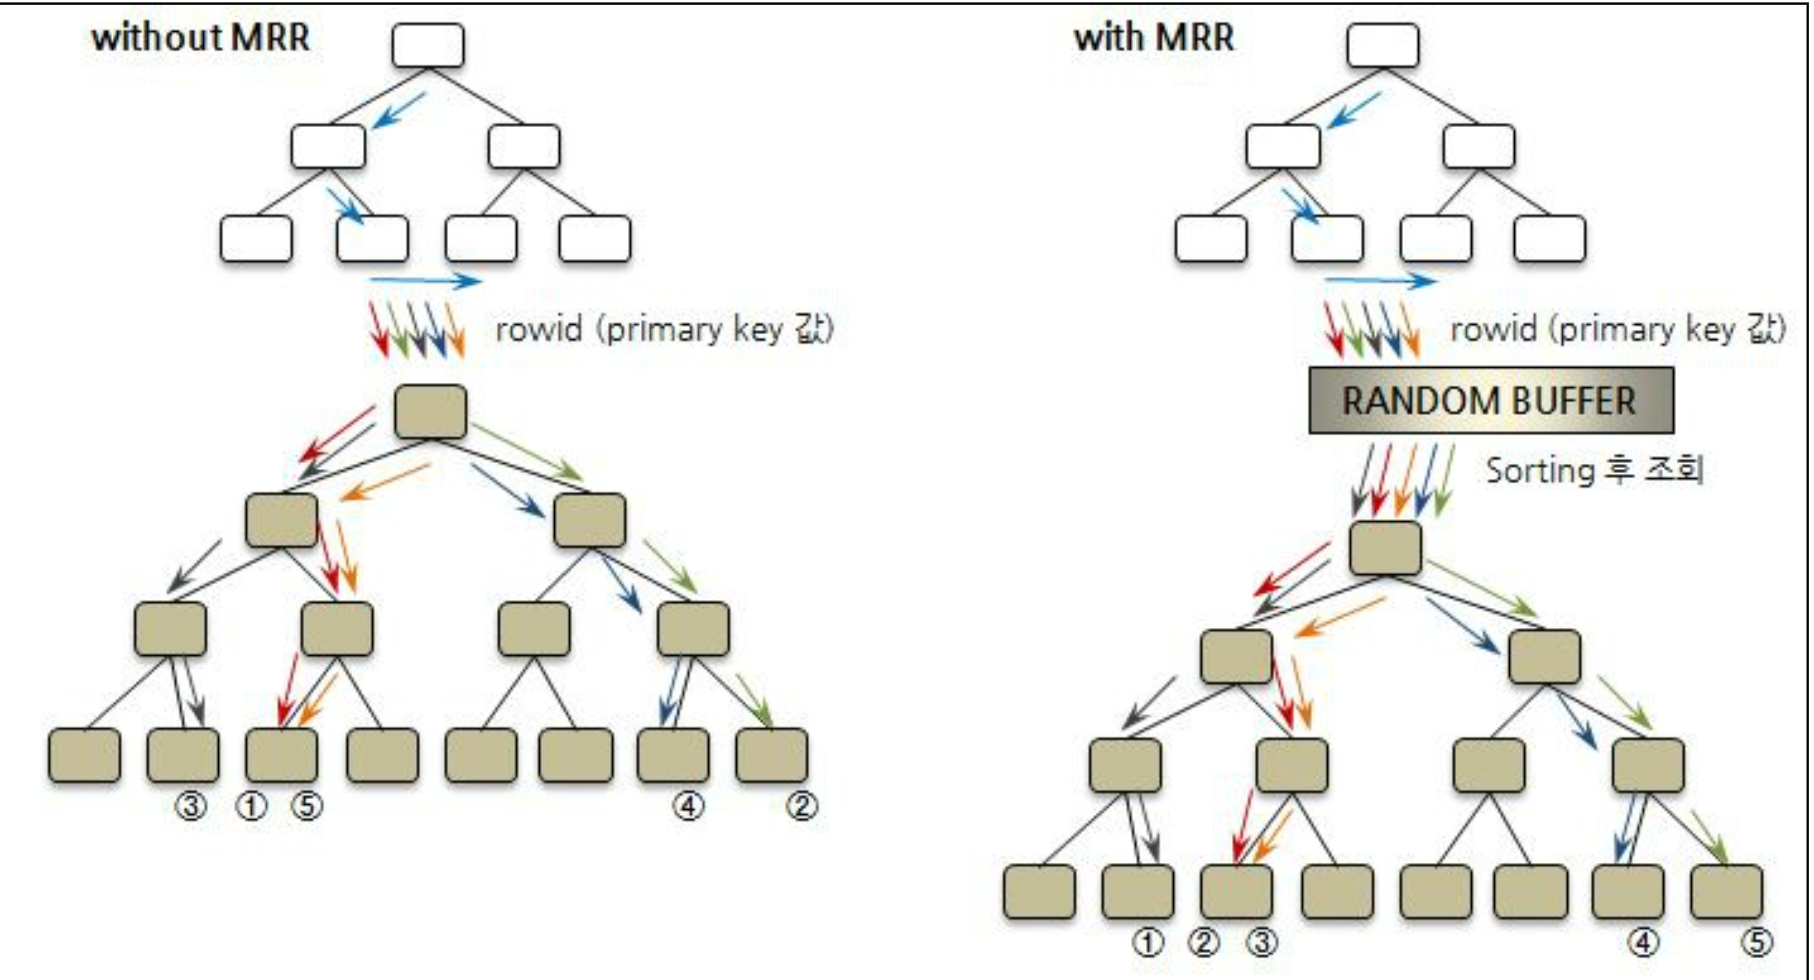 without MRR
rowid (primary key 값)
③ ① ⑤ ④ ②
with MRR
rowid (primary key 값)
RANDOM BUFFER
Sorting 후 조회
① ② ③ ④ ⑤